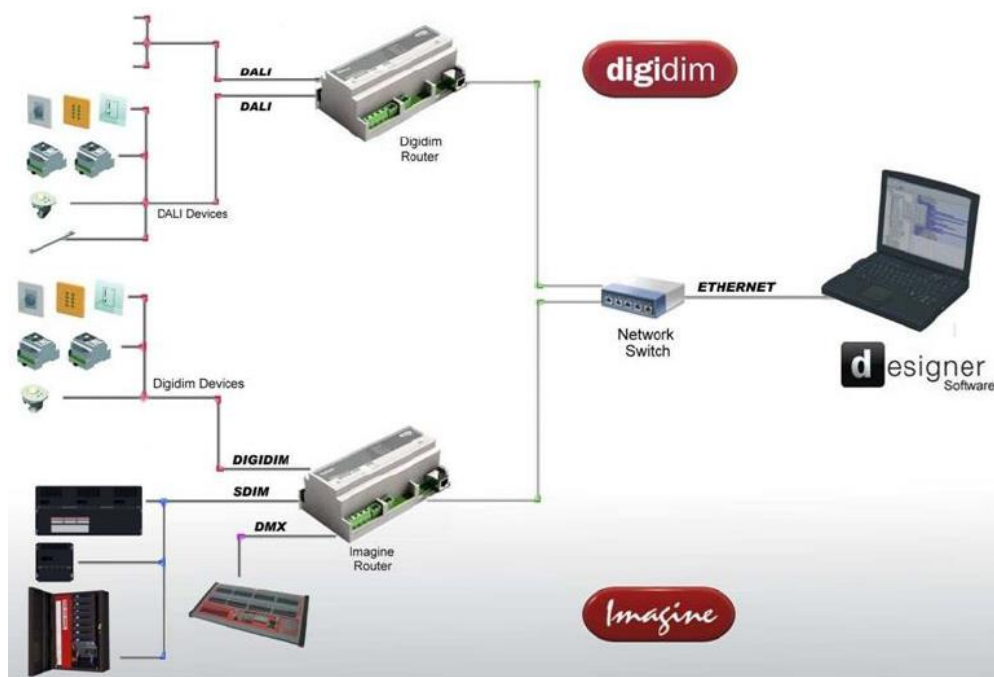 DALI
DALI
Digidim
Router
digidim
DALI Devices
ETHERNET
Network
Switch
designer
Software
Digidim Devices
DIGIDIM
SDIM
DMX
Imagine
Router
Imagine